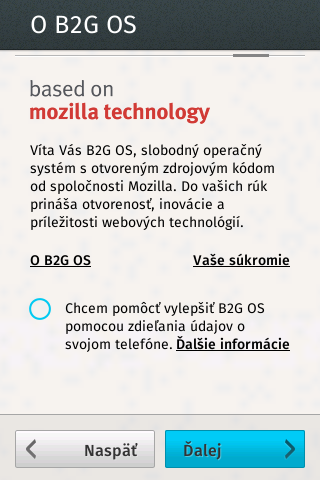 O B2G OS
based on
mozilla technology
Víta Vás B2G OS, slobodný operačný
systém s otvoreným zdrojovým kódom
od spoločnosti Mozilla. Do vašich rúk
prináša otvorenosť, inovácie a
príležitosti webových technológií.
O B2G OS Vaše súkromie
Chcem pomôcť vylepšiť B2G OS
pomocou zdieľania údajov o
svojom telefóne. Ďalšie informácie
Naspäť Ďalej